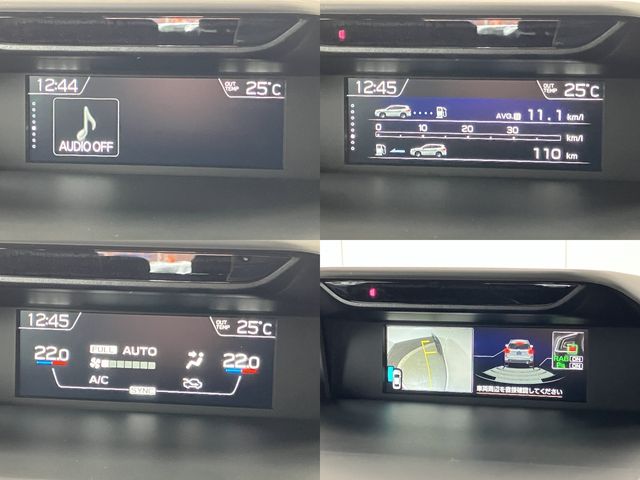 12:44
OUT TEMP 25℃
AUDIO OFF
12:45
OUT TEMP 25℃
AVG. 11.1 km/l
0 10 20 30 km/l
110 km
12:45
OUT TEMP 25℃
22.0
FULL AUTO
22.0
A/C
SYNC
RAB ON
車両周辺を直接確認してください